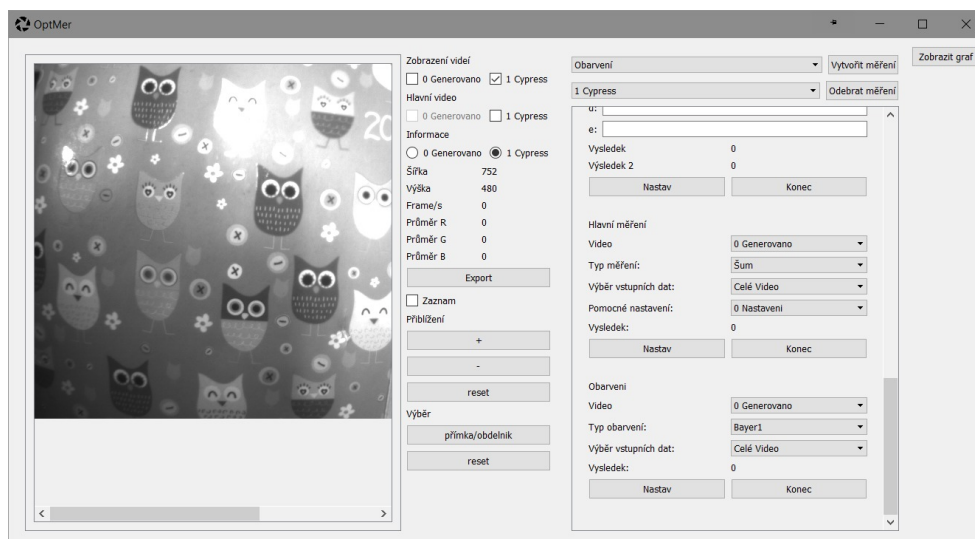 OptMer
Zobrazení videí
0 Generovano 1 Cypress
Hlavní video
0 Generovano 1 Cypress
Informace
0 Generovano 1 Cypress
Šířka 752
Výška 480
Frame/s 0
Průměr R 0
Průměr G 0
Průměr B 0
Export
Zaznam
Přiblížení
+
-
reset
Výběr
přímka/obdelnik
reset
Obarvení Vytvořit měření
1 Cypress Odebrat měření
d:
e:
Vysledek 0
Výsledek 2 0
Nastav Konec
Hlavní měření
Video 0 Generovano
Typ měření: Šum
Výběr vstupních dat: Celé Video
Pomocné nastavení: 0 Nastaveni
Vysledek: 0
Nastav Konec
Obarveni
Video 0 Generovano
Typ obarvení: Bayer1
Výběr vstupních dat: Celé Video
Vysledek: 0
Nastav Konec
Zobrazit graf
20